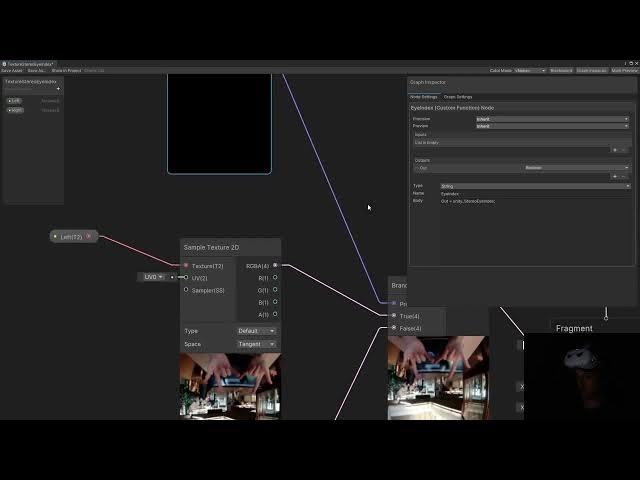 TextureStereoEyeIndex*
Save Asset Save As... Show In Project Check Out Color Mode <None> Blackboard Graph Inspector Main Preview
TextureStereoEyeIndex
Left
Right
Graph Inspector
Node Settings Graph Settings
EyeIndex (Custom Function) Node
Precision Inherit
Preview Inherit
Inputs
List is Empty
+ -
Outputs
Out Boolean
+ -
Type String
Name EyeIndex
Body Out = unity_StereoEyeIndex;
Left(T2)
Sample Texture 2D
UV0
Texture(T2) RGBA(4)
UV(2) R(1)
Sampler(SS) G(1)
B(1)
A(1)
Type Default
Space Tangent
Bran
Pr
True(4)
False(4)
Fragment
X
X